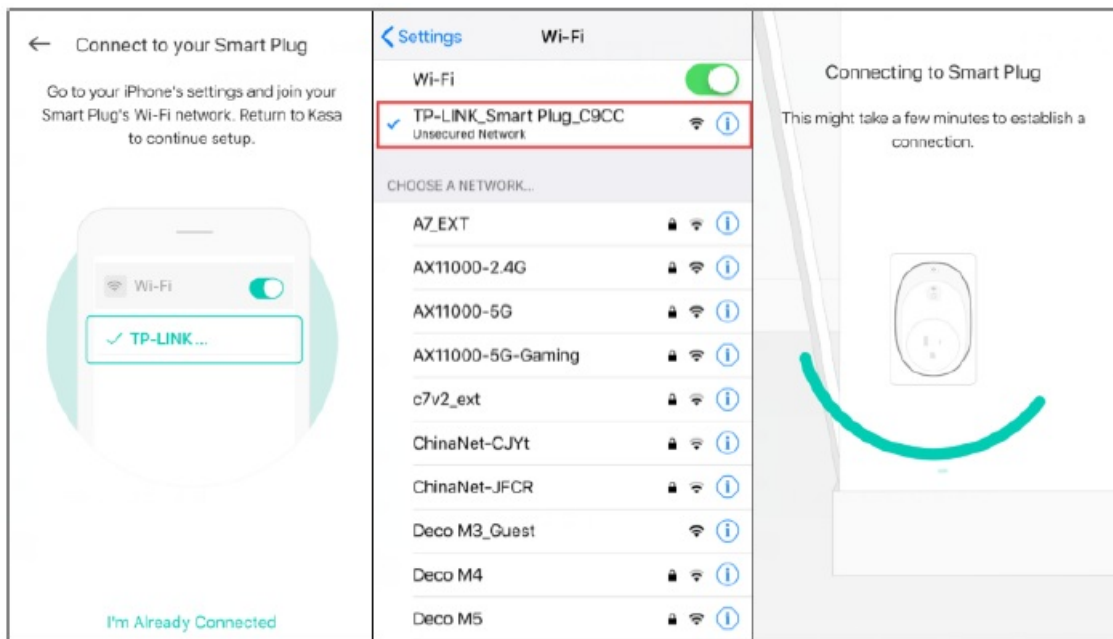 Connect to your Smart Plug
Go to your iPhone's settings and join your
Smart Plug's Wi-Fi network. Return to Kasa
to continue setup.
Wi-Fi
TP-LINK...
I'm Already Connected
Settings
Wi-Fi
Wi-Fi
TP-LINK_Smart Plug_C9CC
Unsecured Network
CHOOSE A NETWORK...
A7_EXT
AX11000-2.4G
AX11000-5G
AX11000-5G-Gaming
c7v2_ext
ChinaNet-CJYt
ChinaNet-JFCR
Deco M3_Guest
Deco M4
Deco M5
Connecting to Smart Plug
This might take a few minutes to establish a
connection.